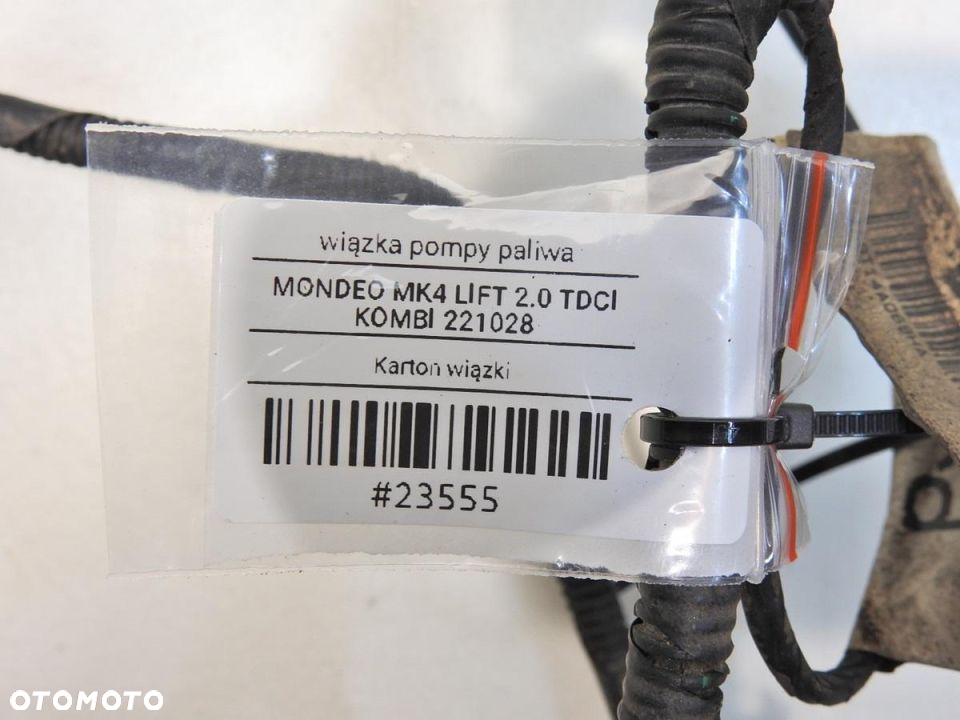 wiązka pompy paliwa
MONDEO MK4 LIFT 2.0 TDCI
KOMBI 221028
Karton wiązki
#23555
OTOMOTO